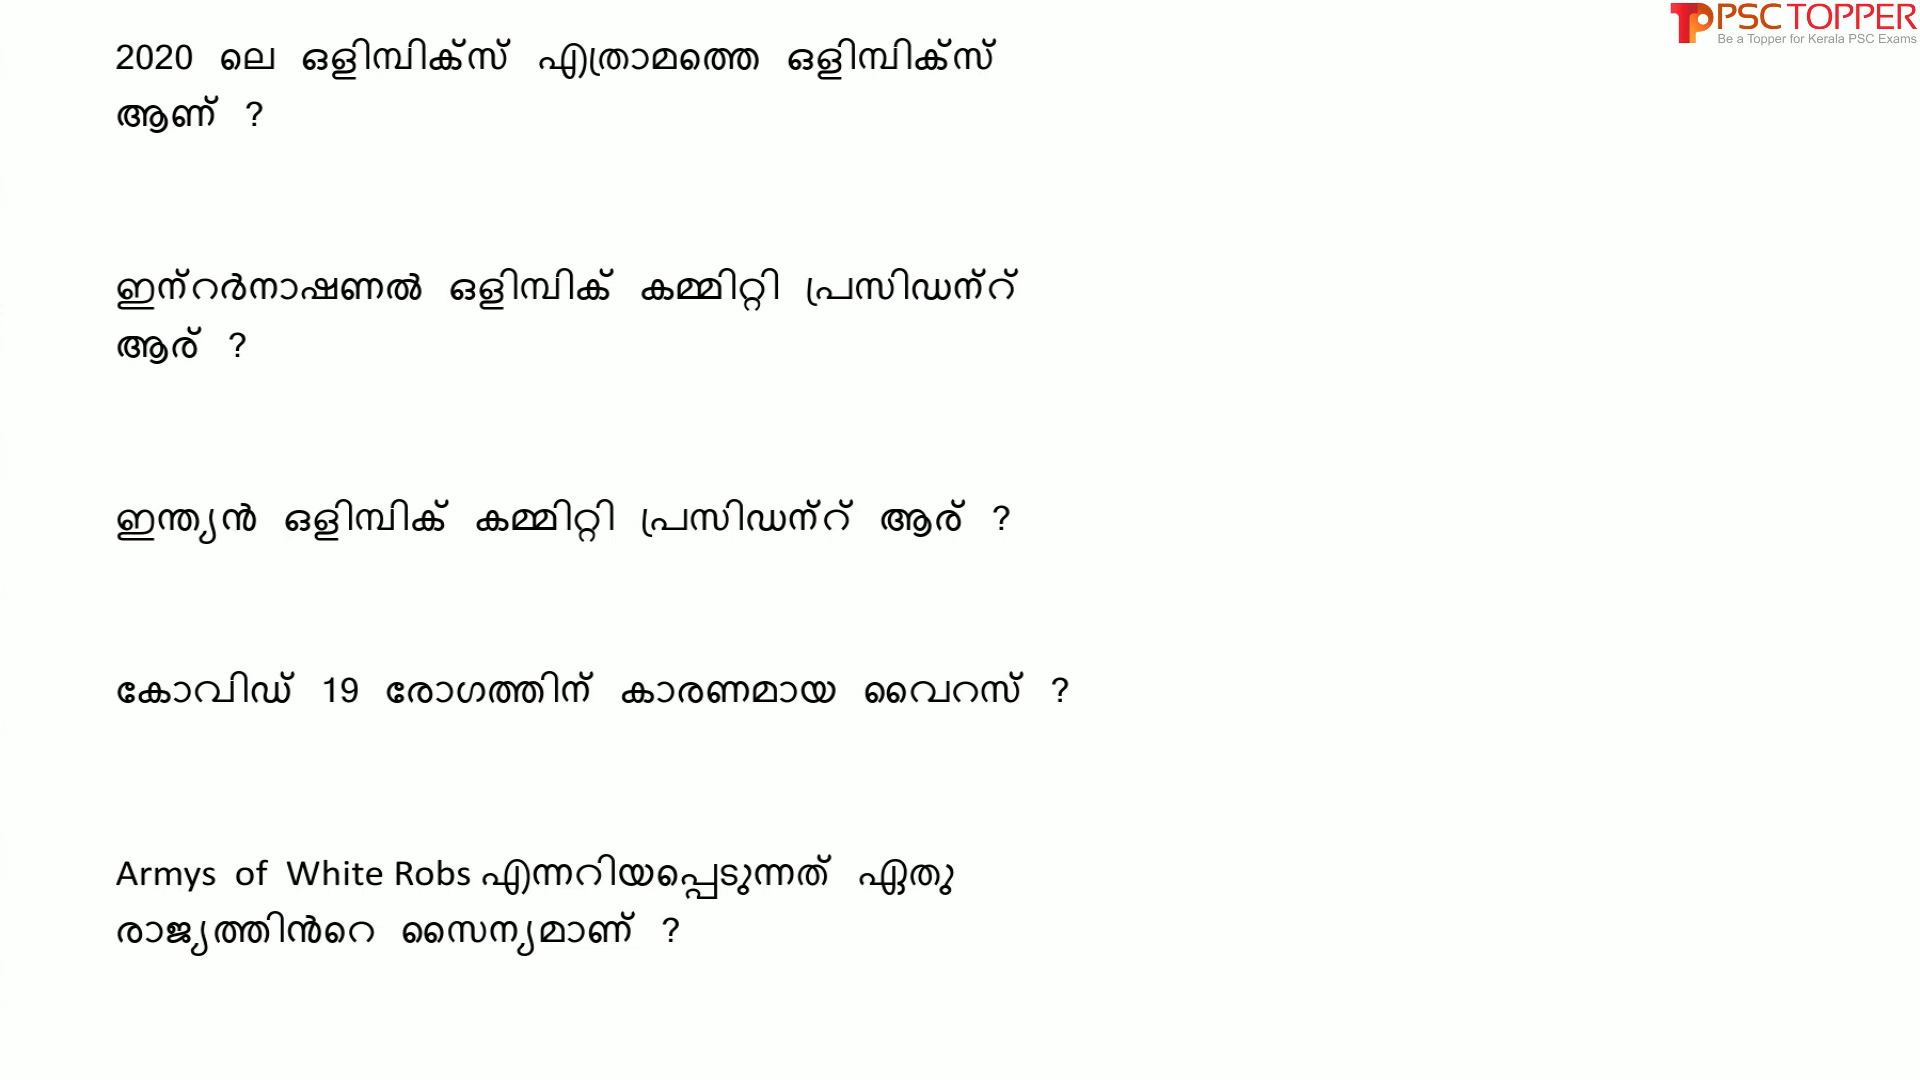 PSC TOPPER
Be a Topper for Kerala PSC Exams
2020 ലെ ഒളിമ്പിക്സ് എത്രാമത്തെ ഒളിമ്പിക്സ്
ആണ് ?
ഇന്റർനാഷണൽ ഒളിമ്പിക് കമ്മിറ്റി പ്രസിഡന്റ്
ആര് ?
ഇന്ത്യൻ ഒളിമ്പിക് കമ്മിറ്റി പ്രസിഡന്റ് ആര് ?
കോവിഡ് 19 രോഗത്തിന് കാരണമായ വൈറസ് ?
Armys of White Robs എന്നറിയപ്പെടുന്നത് ഏതു
രാജ്യത്തിൻറെ സൈന്യമാണ് ?